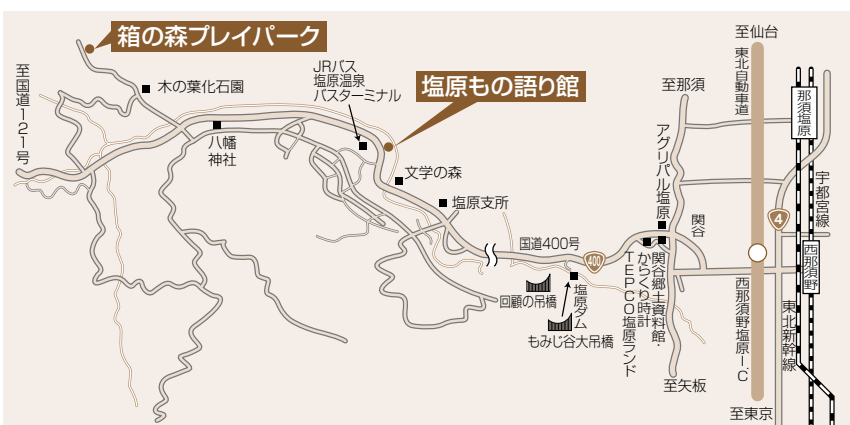 箱の森プレイパーク
至国道121号
木の葉化石園
八幡
神社
JRバス
塩原温泉
バスターミナル
塩原もの語り館
文学の森
塩原支所
国道400号
400
回顧の吊橋
塩原ダム
もみじ谷大吊橋
至那須
アグリパル塩原
関谷
関谷郷土資料館・
からくり時計
TEPCO塩原ランド
至矢板
至仙台
東北自動車道
西那須野塩原I.C
至東京
4
那須塩原
宇都宮線
西那須野
東北新幹線